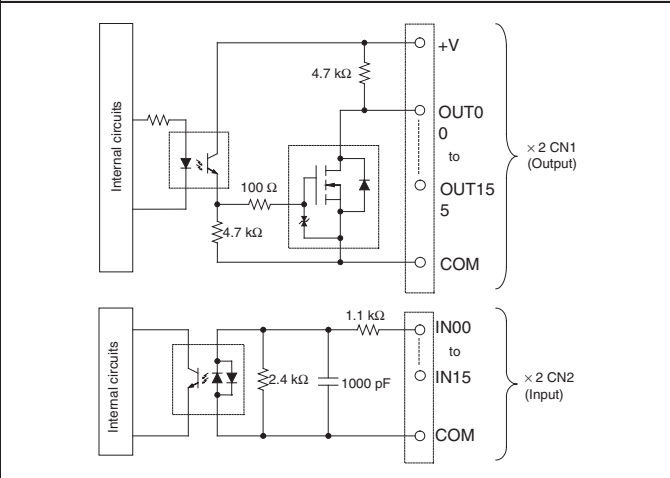 Internal circuits
+V
4.7 kΩ
OUT0
0
to
× 2 CN1
(Output)
100 Ω
OUT15
5
4.7 kΩ
COM
Internal circuits
1.1 kΩ
IN00
to
2.4 kΩ
1000 pF
IN15
× 2 CN2
(Input)
COM